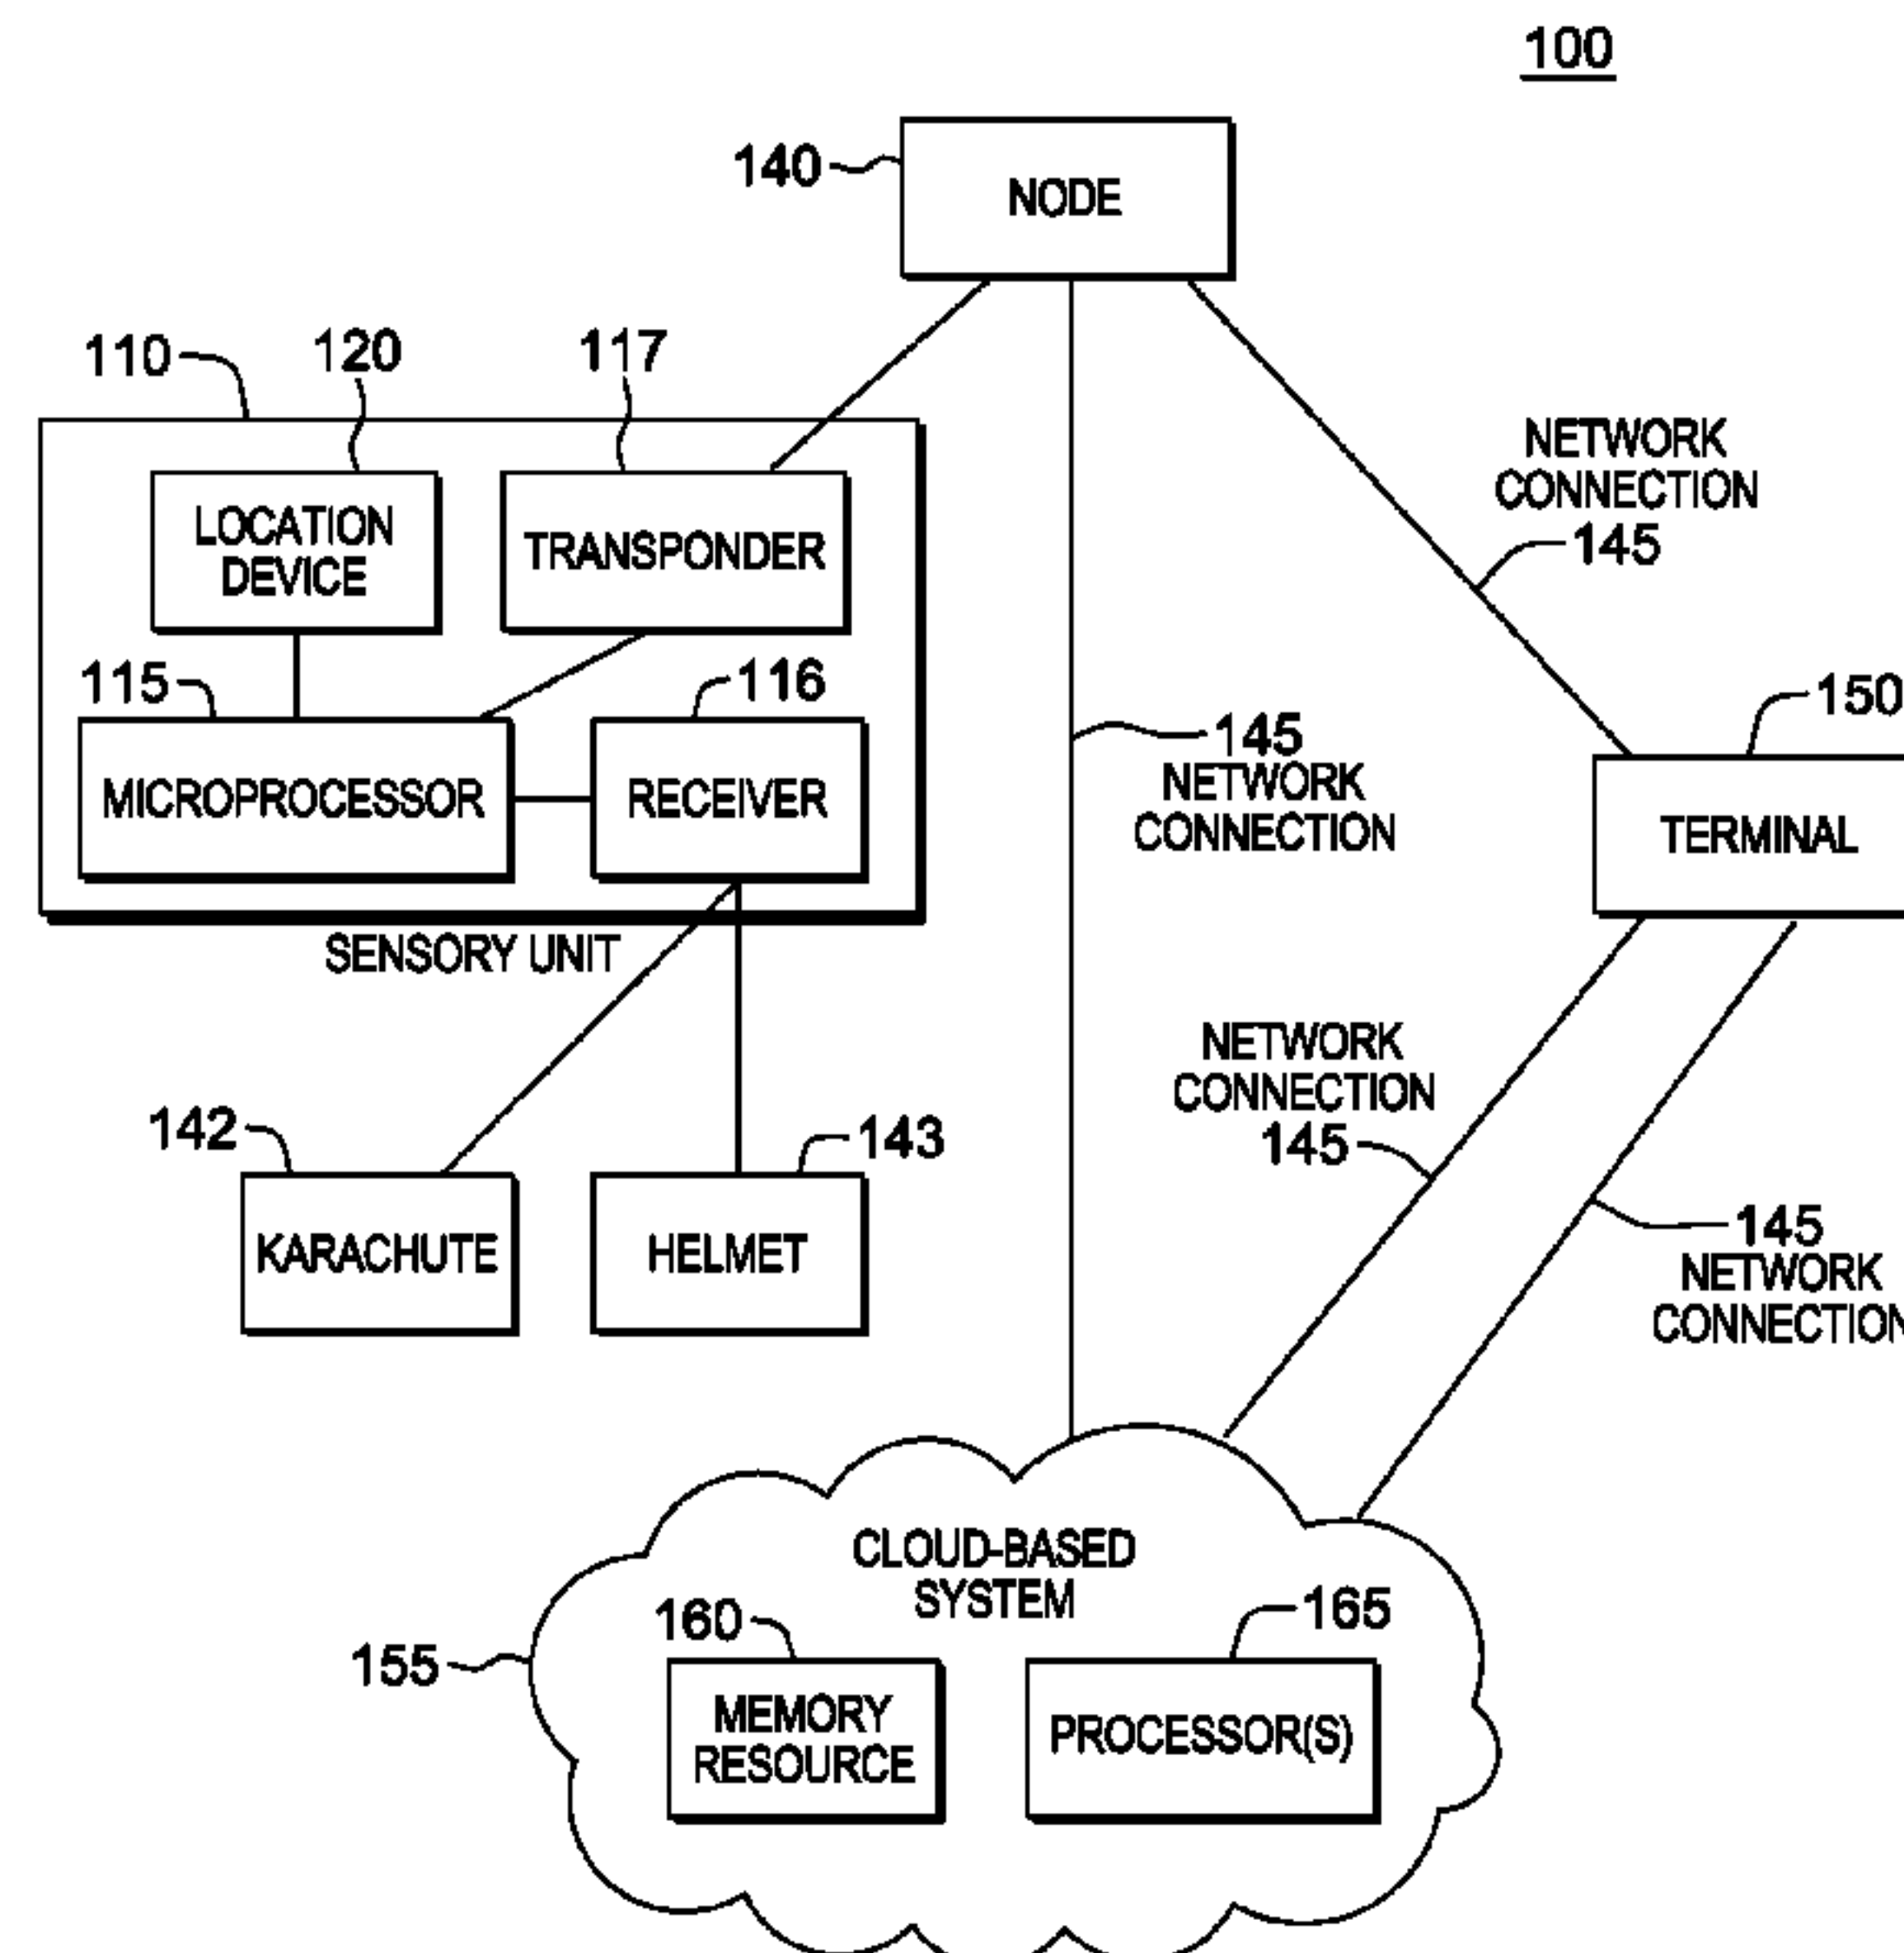 100
140
NODE
110
120
117
LOCATION
DEVICE
TRANSPONDER
NETWORK
CONNECTION
145
115
116
150
MICROPROCESSOR
RECEIVER
145
NETWORK
CONNECTION
TERMINAL
SENSORY UNIT
NETWORK
CONNECTION
145
142
143
KARACHUTE
HELMET
145
NETWORK
CONNECTION
CLOUD-BASED
SYSTEM
160
165
155
MEMORY
RESOURCE
PROCESSOR(S)